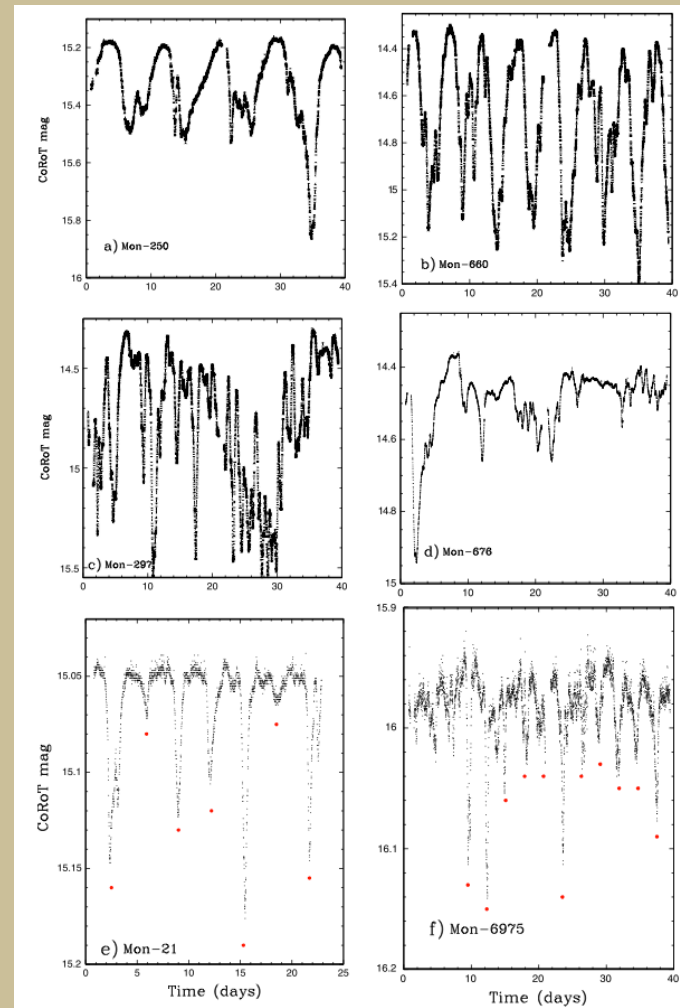 CoRoT mag
15.2
15.4
15.6
15.8
16
a) Mon-250
0 10 20 30 40
14.4
14.6
14.8
15
15.2
15.4
b) Mon-660
0 10 20 30 40
CoRoT mag
14.5
15
15.5
c) Mon-297
0 10 20 30 40
14.4
14.6
14.8
15
d) Mon-676
0 10 20 30 40
CoRoT mag
15.05
15.1
15.15
15.2
e) Mon-21
0 5 10 15 20 25
Time (days)
15.9
16
16.1
16.2
f) Mon-6975
0 10 20 30 40
Time (days)